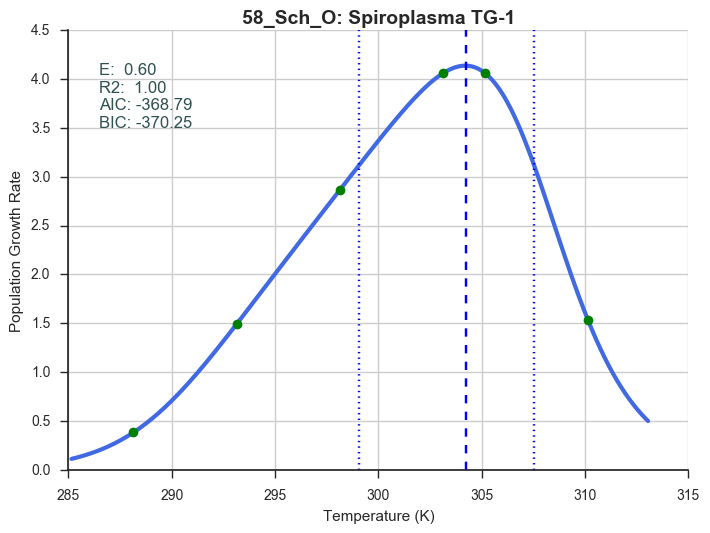 58_Sch_O: Spiroplasma TG-1
E:  0.60
R2:  1.00
AIC: -368.79
BIC: -370.25
Population Growth Rate
4.5
4.0
3.5
3.0
2.5
2.0
1.5
1.0
0.5
0.0
285 290 295 300 305 310 315
Temperature (K)